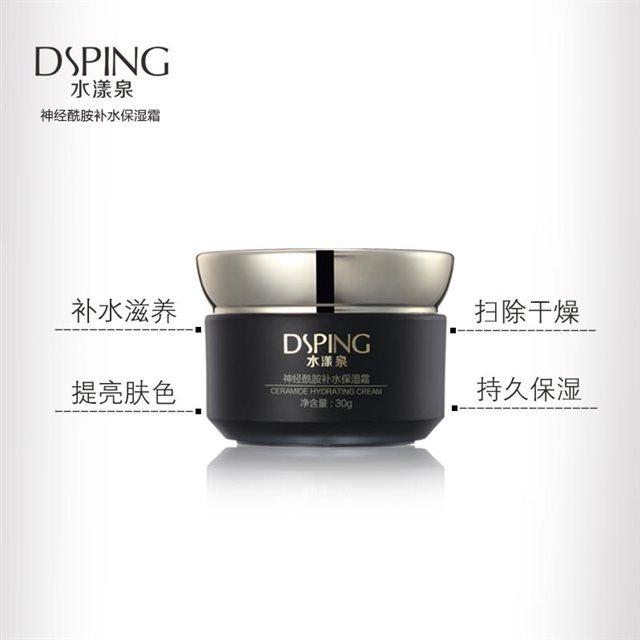 DSPING
水漾泉
神经酰胺补水保湿霜
补水滋养
扫除干燥
DSPING
水漾泉
神经酰胺补水保湿霜
CERAMIDE HYDRATING CREAM
净含量:30g
提亮肤色
持久保湿